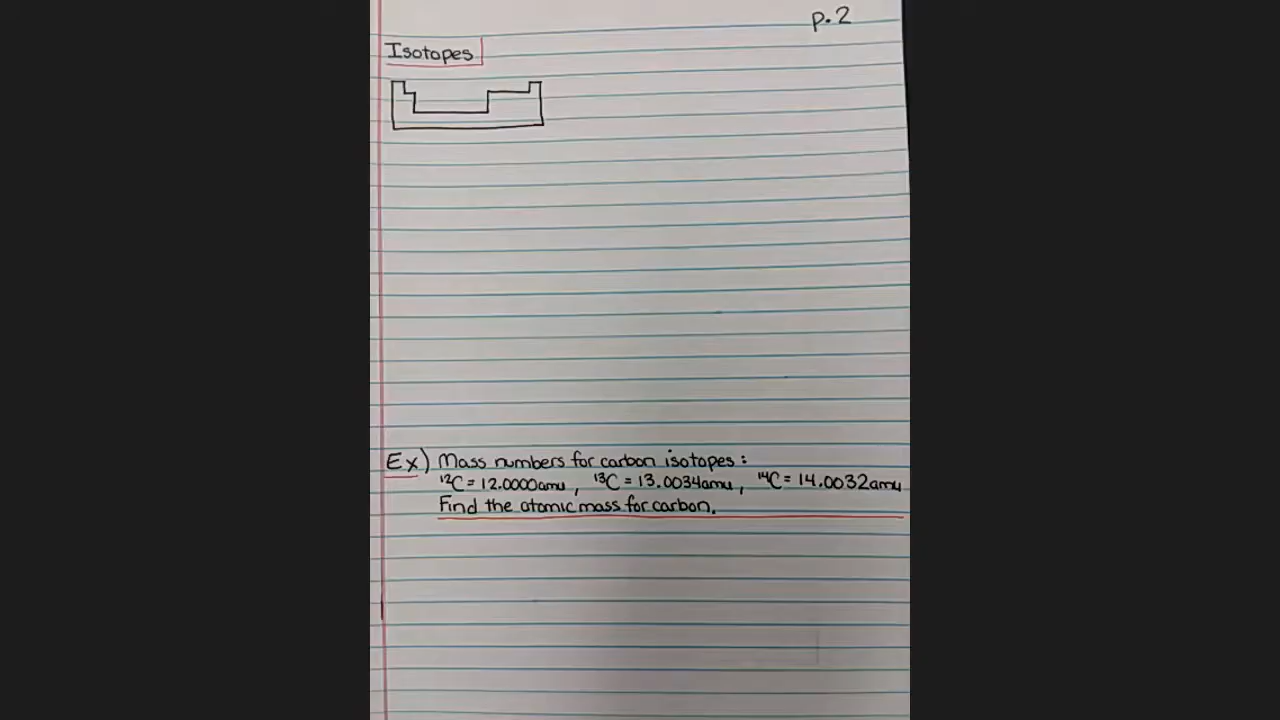 p.2
Isotopes
Ex) Mass numbers for carbon isotopes:
¹²C = 12.0000amu, ¹³C = 13.0034amu, ¹⁴C = 14.0032amu
Find the atomic mass for carbon.